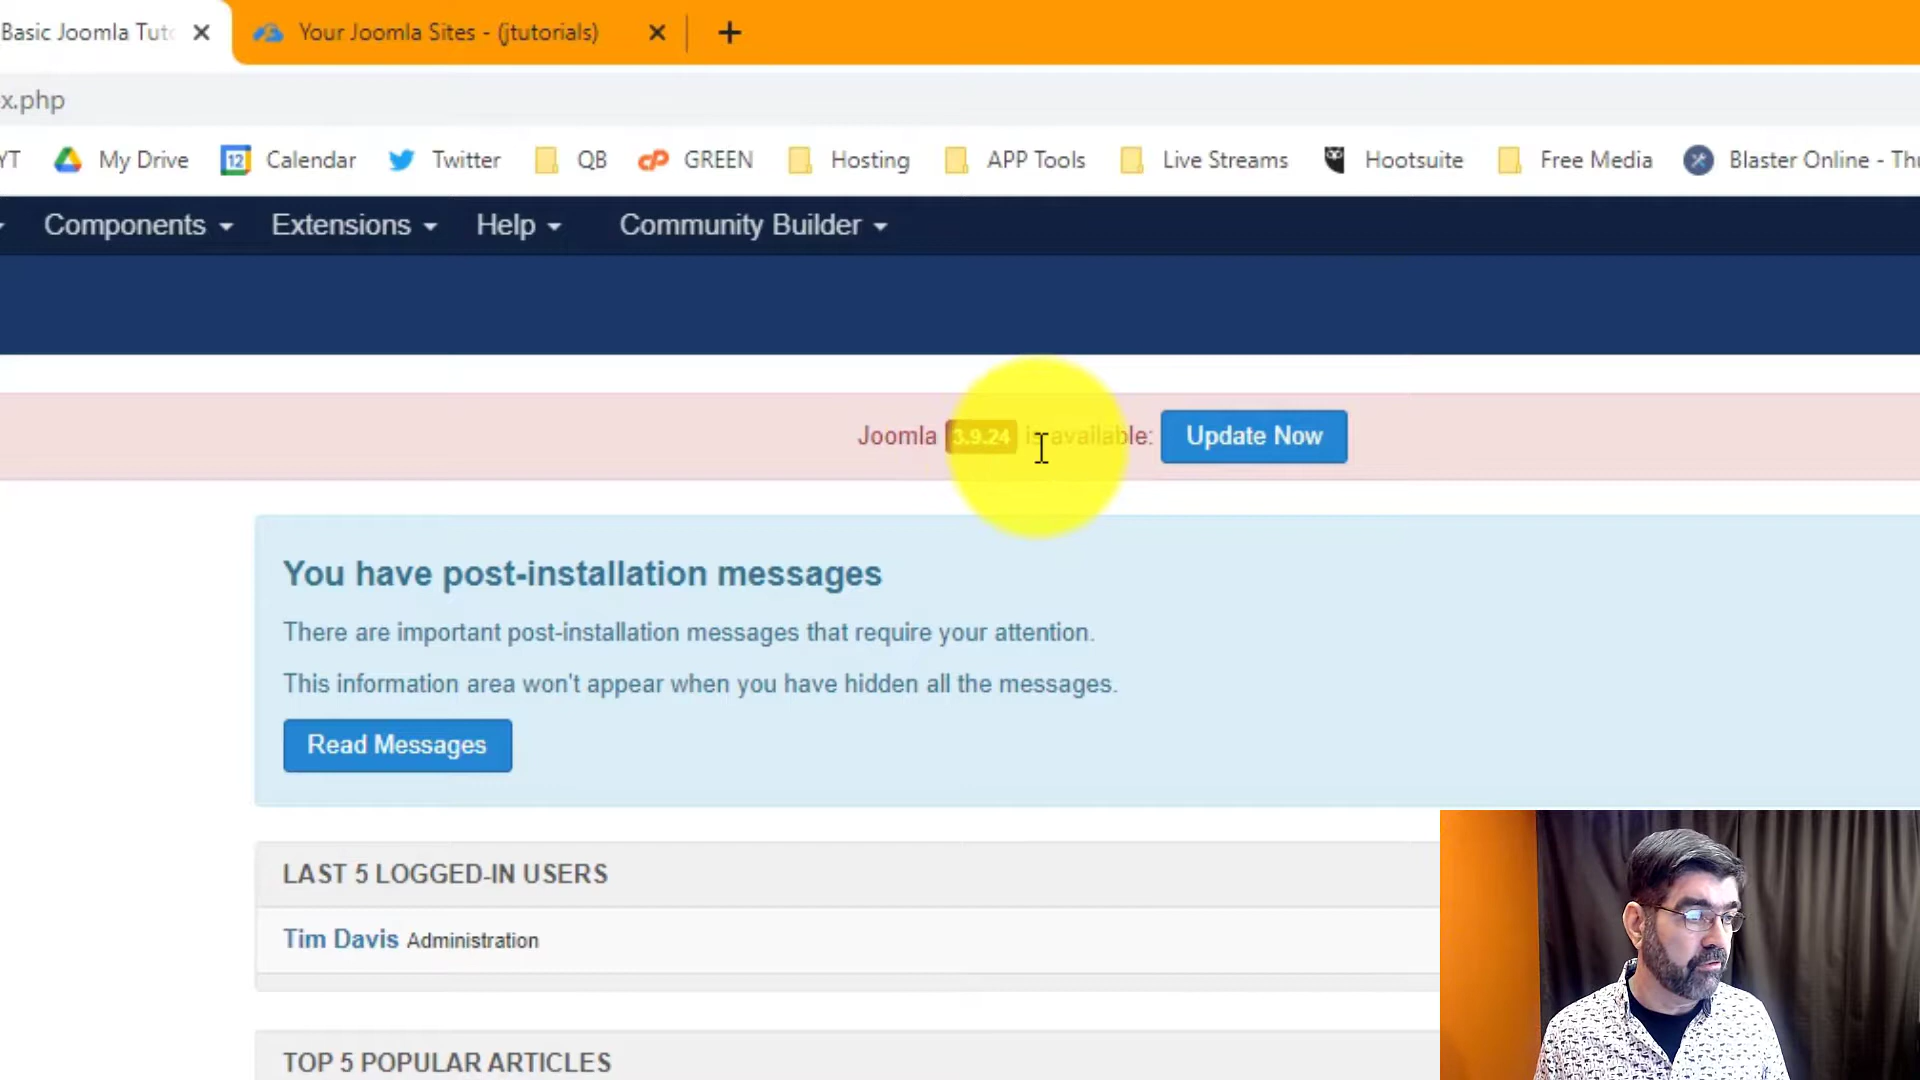 Basic Joomla Tut
Your Joomla Sites - (jtutorials)
x.php
YT My Drive 12 Calendar Twitter QB cP GREEN Hosting APP Tools Live Streams Hootsuite Free Media Blaster Online - Thu
Components Extensions Help Community Builder
Joomla 3.9.24 is available: Update Now
You have post-installation messages
There are important post-installation messages that require your attention.
This information area won't appear when you have hidden all the messages.
Read Messages
LAST 5 LOGGED-IN USERS
Tim Davis Administration
TOP 5 POPULAR ARTICLES